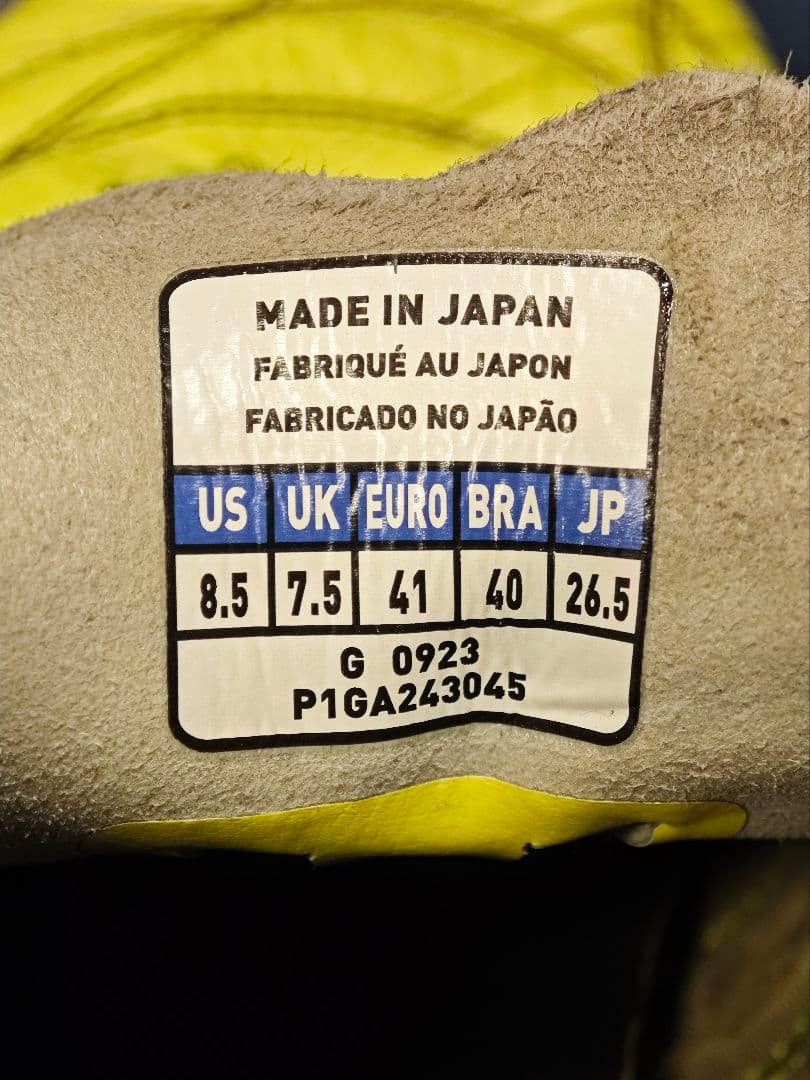 MADE IN JAPAN
FABRIQUÉ AU JAPON
FABRICADO NO JAPÃO
US UK EURO BRA JP
8.5 7.5 41 40 26.5
G 0923
P1GA243045